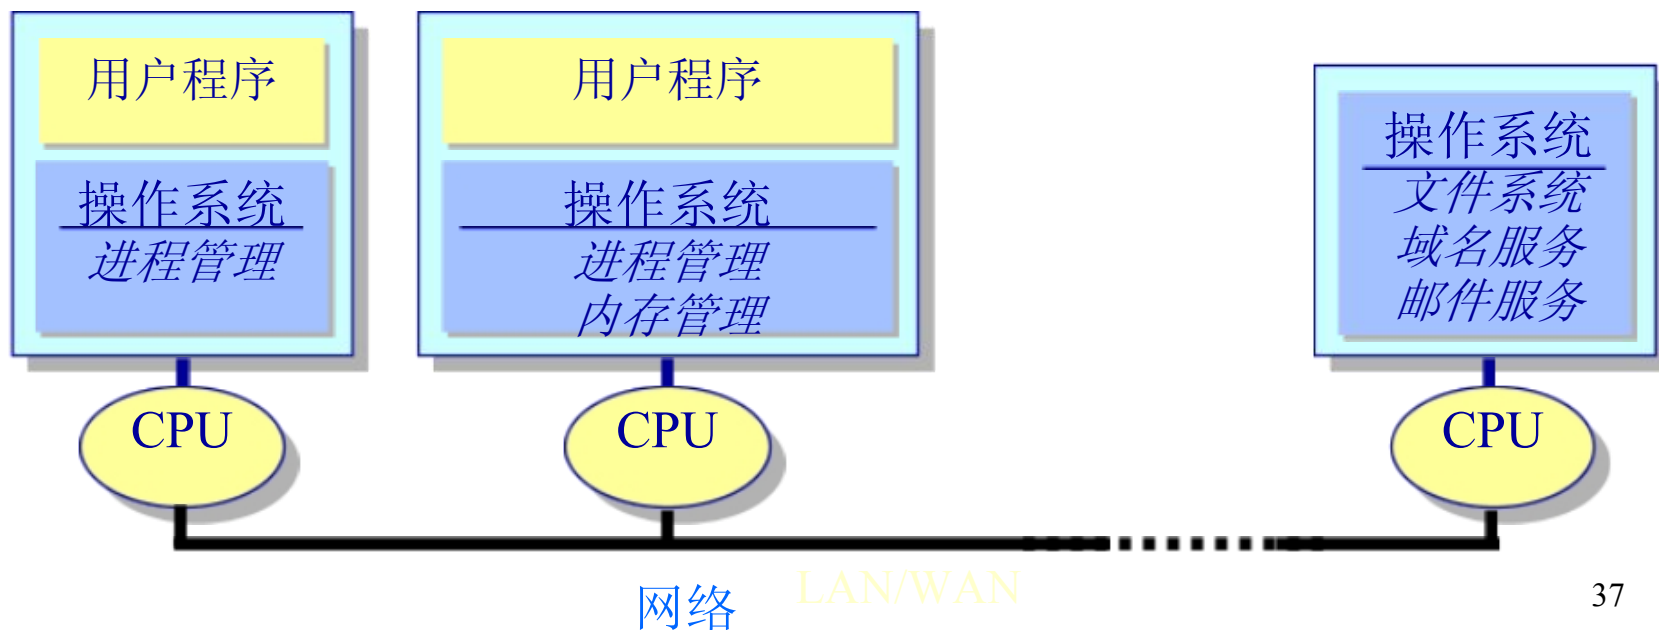 用户程序
操作系统
进程管理
CPU
用户程序
操作系统
进程管理
内存管理
CPU
操作系统
文件系统
域名服务
邮件服务
CPU
网络 LAN/WAN
37